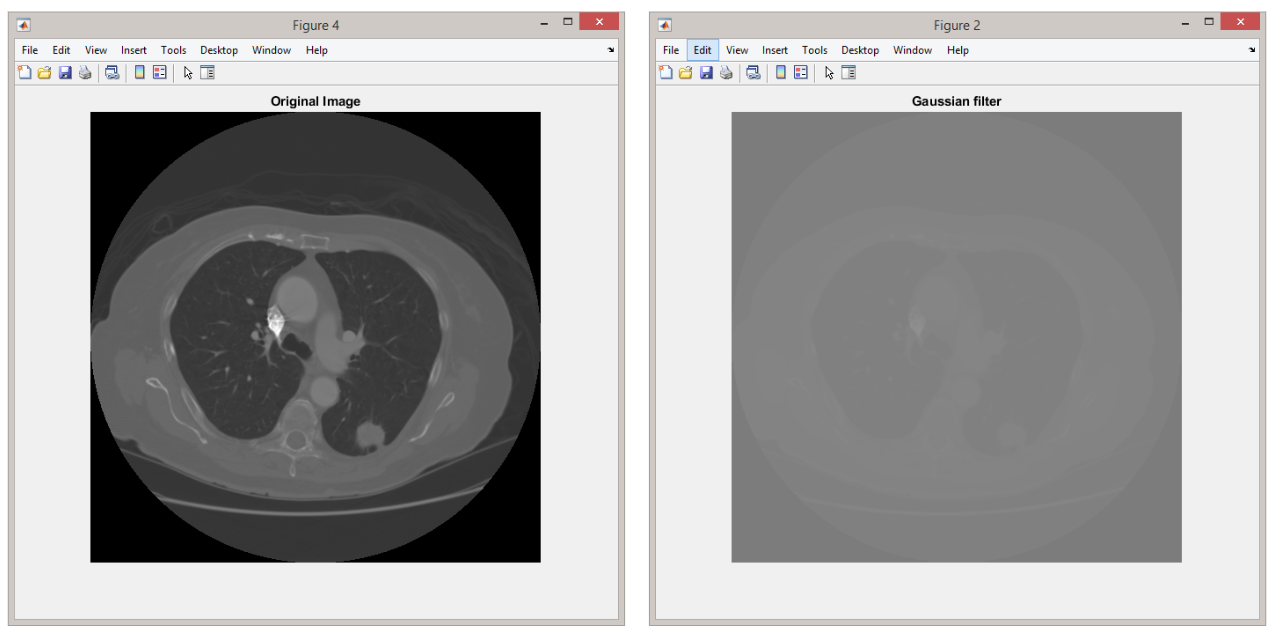 Figure 4
File Edit View Insert Tools Desktop Window Help
Original Image
Figure 2
File Edit View Insert Tools Desktop Window Help
Gaussian filter